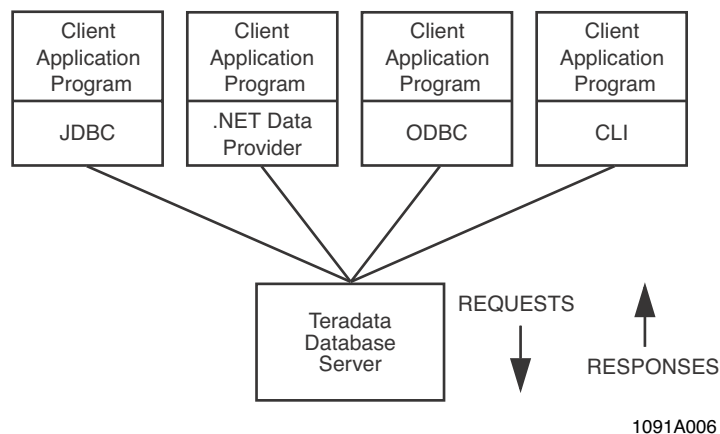 Client
Application
Program
JDBC
Client
Application
Program
.NET Data
Provider
Client
Application
Program
ODBC
Client
Application
Program
CLI
Teradata
Database
Server
REQUESTS
RESPONSES
1091A006